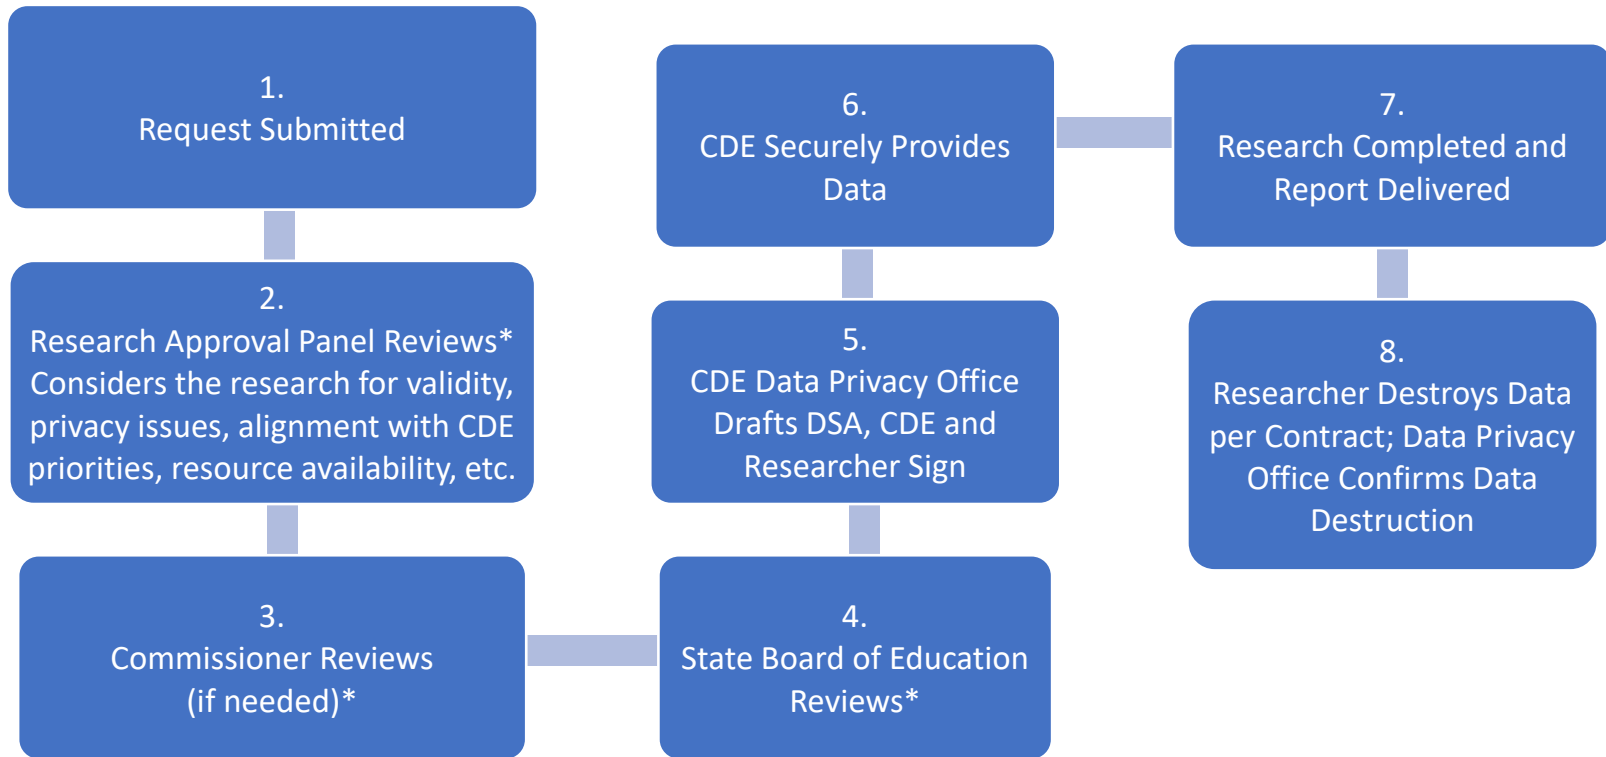 1.
Request Submitted
2.
Research Approval Panel Reviews*
Considers the research for validity,
privacy issues, alignment with CDE
priorities, resource availability, etc.
3.
Commissioner Reviews
(if needed)*
4.
State Board of Education
Reviews*
5.
CDE Data Privacy Office
Drafts DSA, CDE and
Researcher Sign
6.
CDE Securely Provides
Data
7.
Research Completed and
Report Delivered
8.
Researcher Destroys Data
per Contract; Data Privacy
Office Confirms Data
Destruction